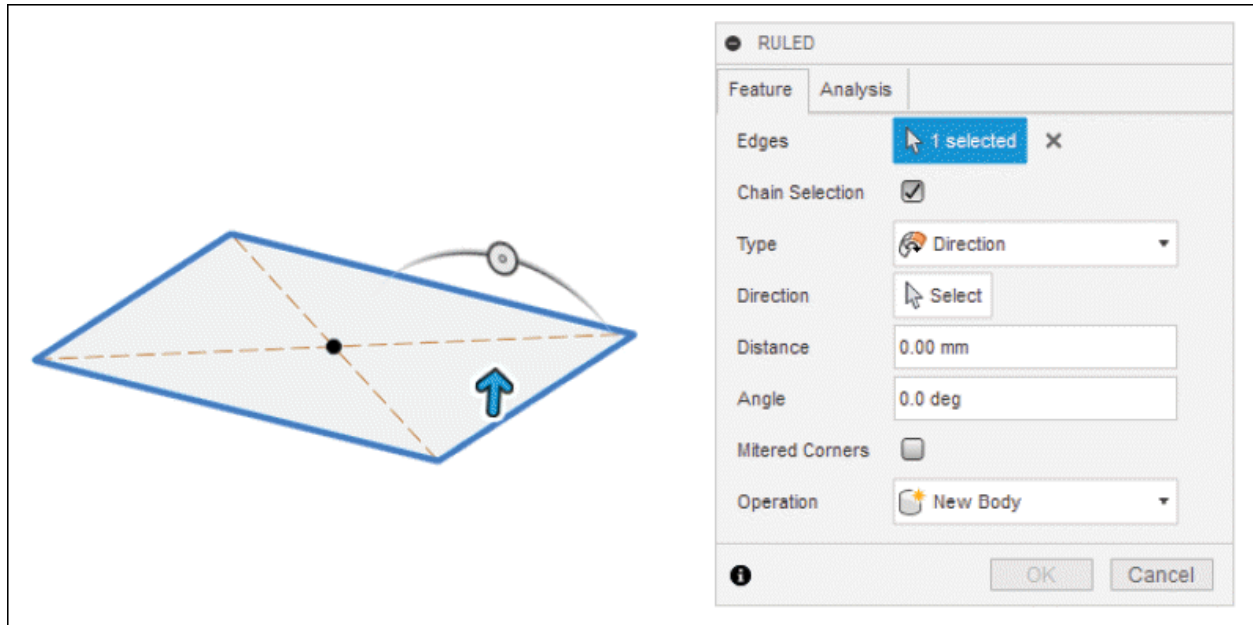 RULED
Feature Analysis
Edges 1 selected
Chain Selection
Type Direction
Direction Select
Distance 0.00 mm
Angle 0.0 deg
Mitered Corners
Operation New Body
OK Cancel